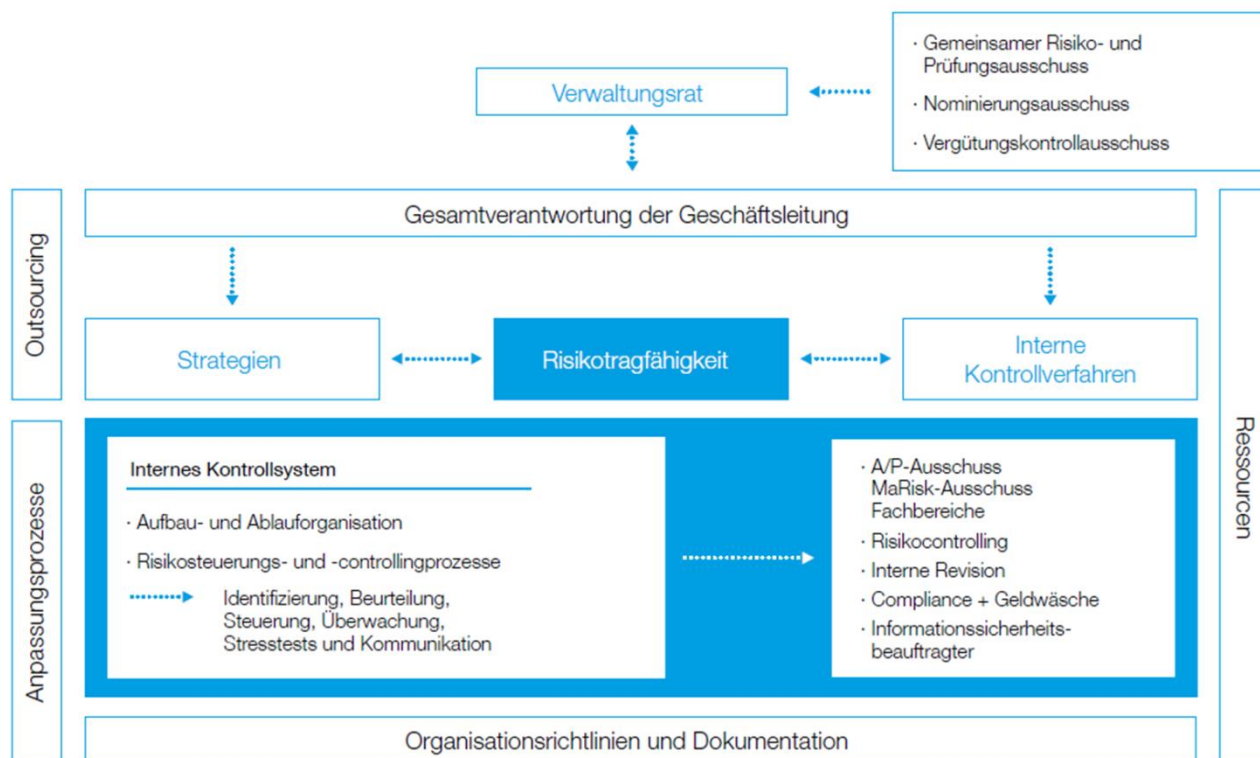 · Gemeinsamer Risiko- und
Prüfungsausschuss
· Nominierungsausschuss
· Vergütungskontrollausschuss
Verwaltungsrat
Gesamtverantwortung der Geschäftsleitung
Outsourcing
Strategien
Risikotragfähigkeit
Interne
Kontrollverfahren
Ressourcen
Anpassungsprozesse
Internes Kontrollsystem
· Aufbau- und Ablauforganisation
· Risikosteuerungs- und -controllingprozesse
Identifizierung, Beurteilung,
Steuerung, Überwachung,
Stresstests und Kommunikation
· A/P-Ausschuss
MaRisk-Ausschuss
Fachbereiche
· Risikocontrolling
· Interne Revision
· Compliance + Geldwäsche
· Informationssicherheits-
beauftragter
Organisationsrichtlinien und Dokumentation